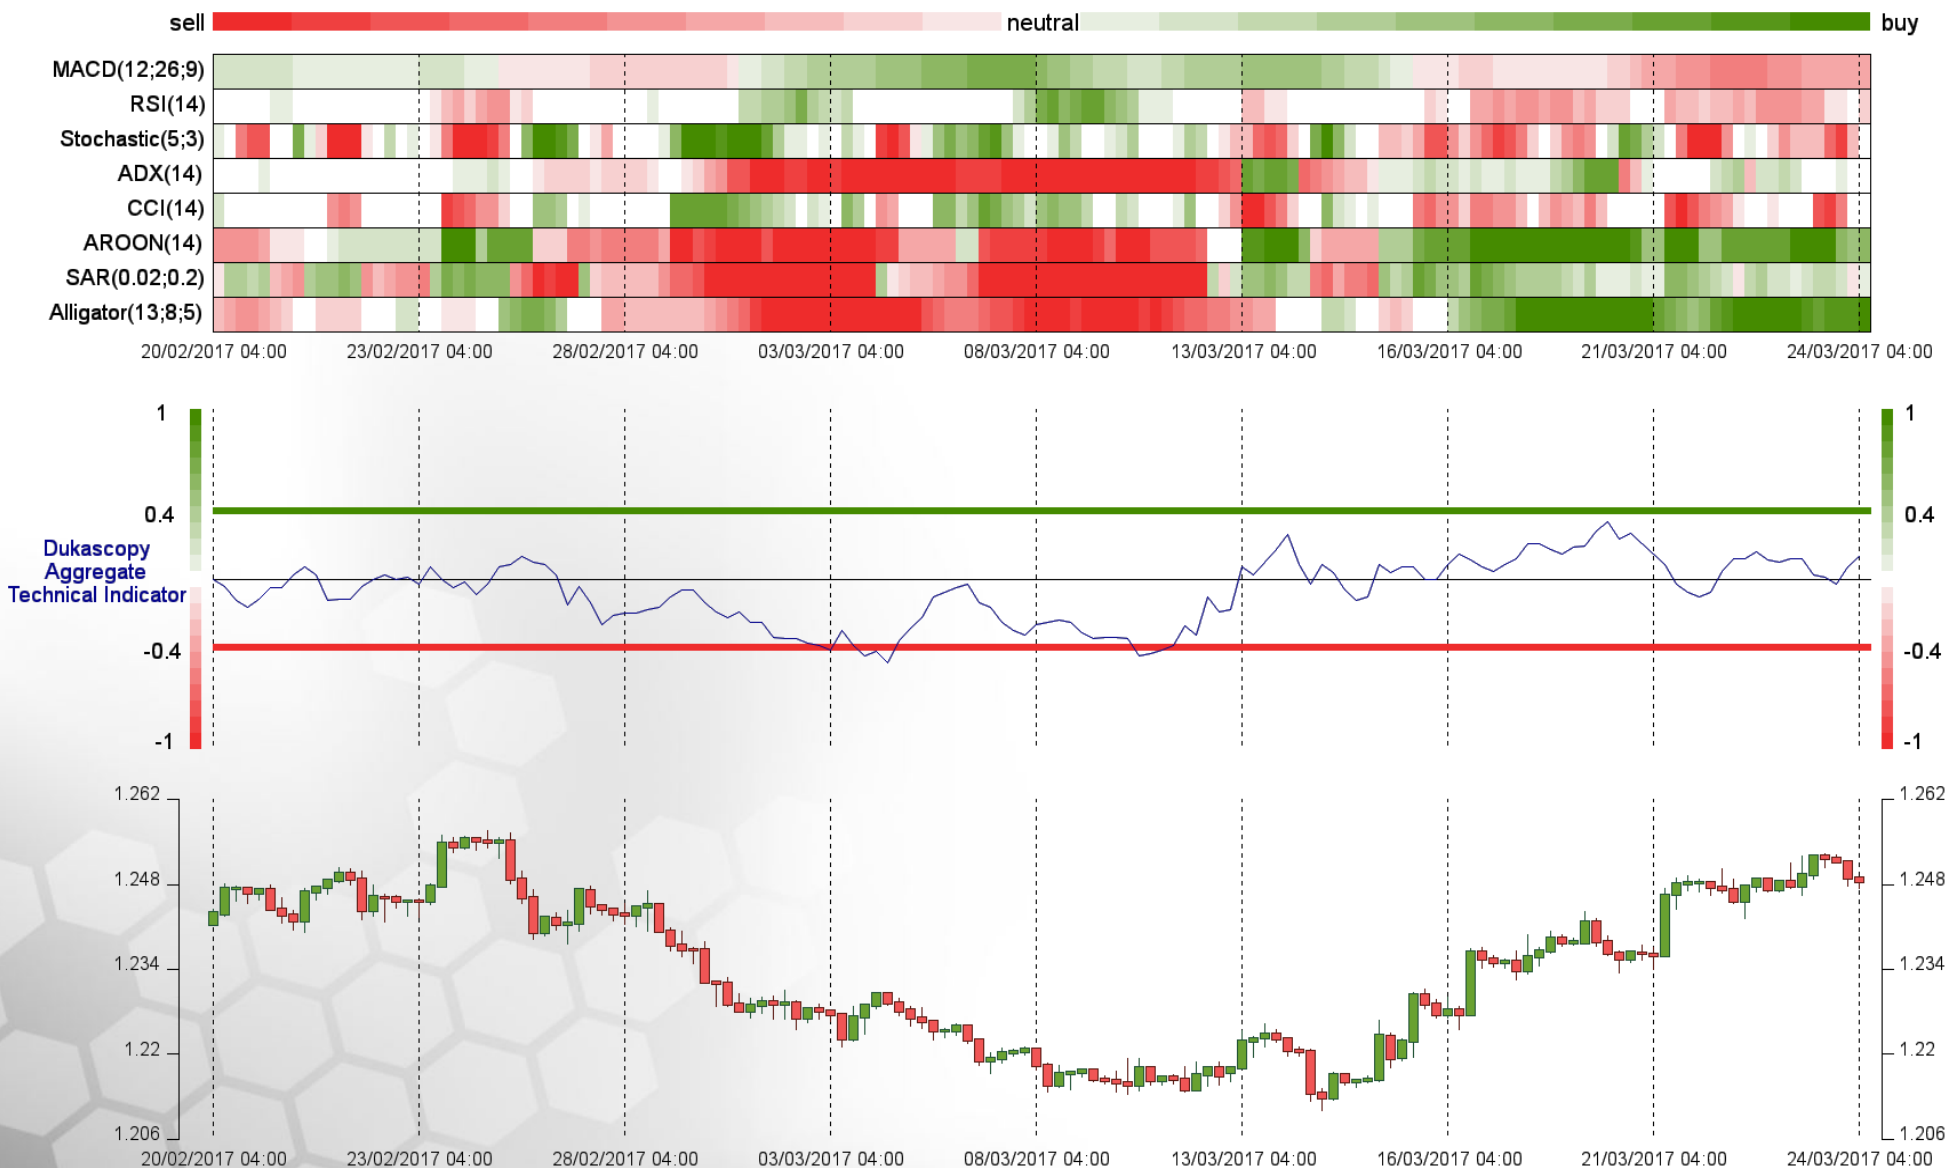 sell neutral buy
MACD(12;26;9)
RSI(14)
Stochastic(5;3)
ADX(14)
CCI(14)
AROON(14)
SAR(0.02;0.2)
Alligator(13;8;5)
20/02/2017 04:00 23/02/2017 04:00 28/02/2017 04:00 03/03/2017 04:00 08/03/2017 04:00 13/03/2017 04:00 16/03/2017 04:00 21/03/2017 04:00 24/03/2017 04:00
1 1
0.4 0.4
Dukascopy
Aggregate
Technical Indicator
-0.4 -0.4
-1 -1
1.262 1.262
1.248 1.248
1.234 1.234
1.22 1.22
1.206 1.206
20/02/2017 04:00 23/02/2017 04:00 28/02/2017 04:00 03/03/2017 04:00 08/03/2017 04:00 13/03/2017 04:00 16/03/2017 04:00 21/03/2017 04:00 24/03/2017 04:00